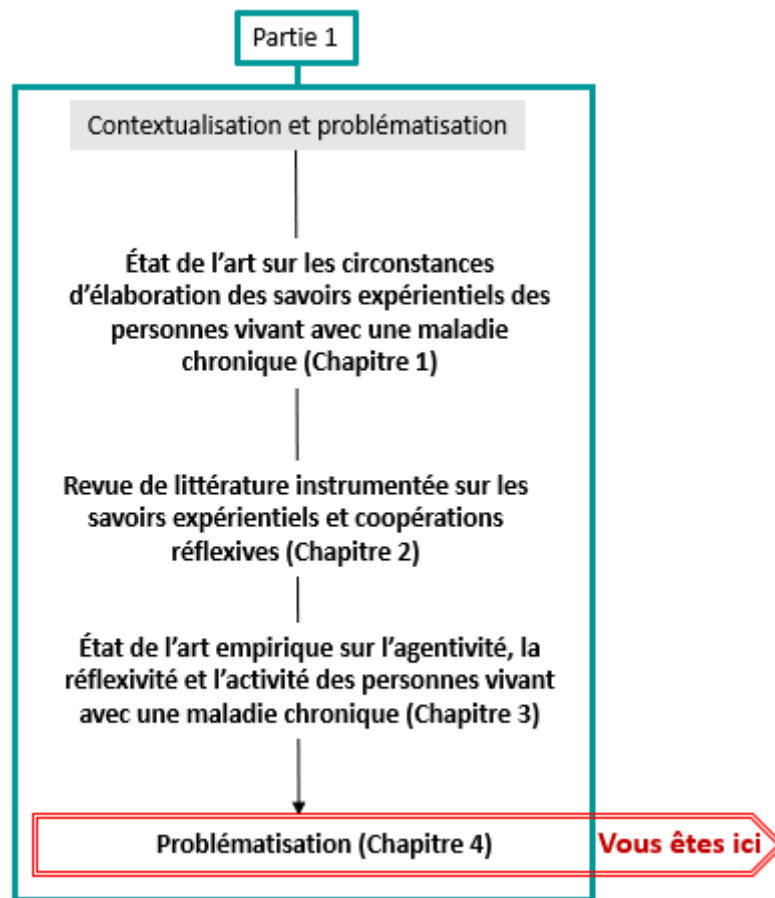 Partie 1
Contextualisation et problématisation
État de l’art sur les circonstances
d’élaboration des savoirs expérientiels des
personnes vivant avec une maladie
chronique (Chapitre 1)
Revue de littérature instrumentée sur les
savoirs expérientiels et coopérations
réflexives (Chapitre 2)
État de l’art empirique sur l’agentivité, la
réflexivité et l’activité des personnes vivant
avec une maladie chronique (Chapitre 3)
Problématisation (Chapitre 4)
Vous êtes ici